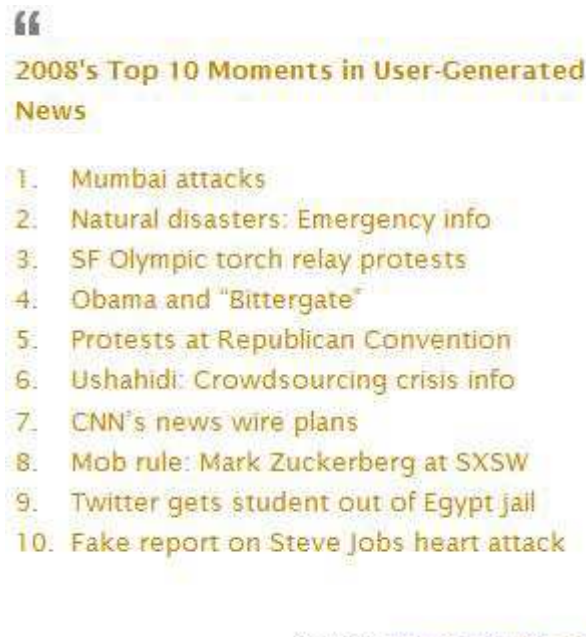 “
2008's Top 10 Moments in User-Generated
News
1. Mumbai attacks
2. Natural disasters: Emergency info
3. SF Olympic torch relay protests
4. Obama and "Bittergate"
5. Protests at Republican Convention
6. Ushahidi: Crowdsourcing crisis info
7. CNN's news wire plans
8. Mob rule: Mark Zuckerberg at SXSW
9. Twitter gets student out of Egypt jail
10. Fake report on Steve Jobs heart attack